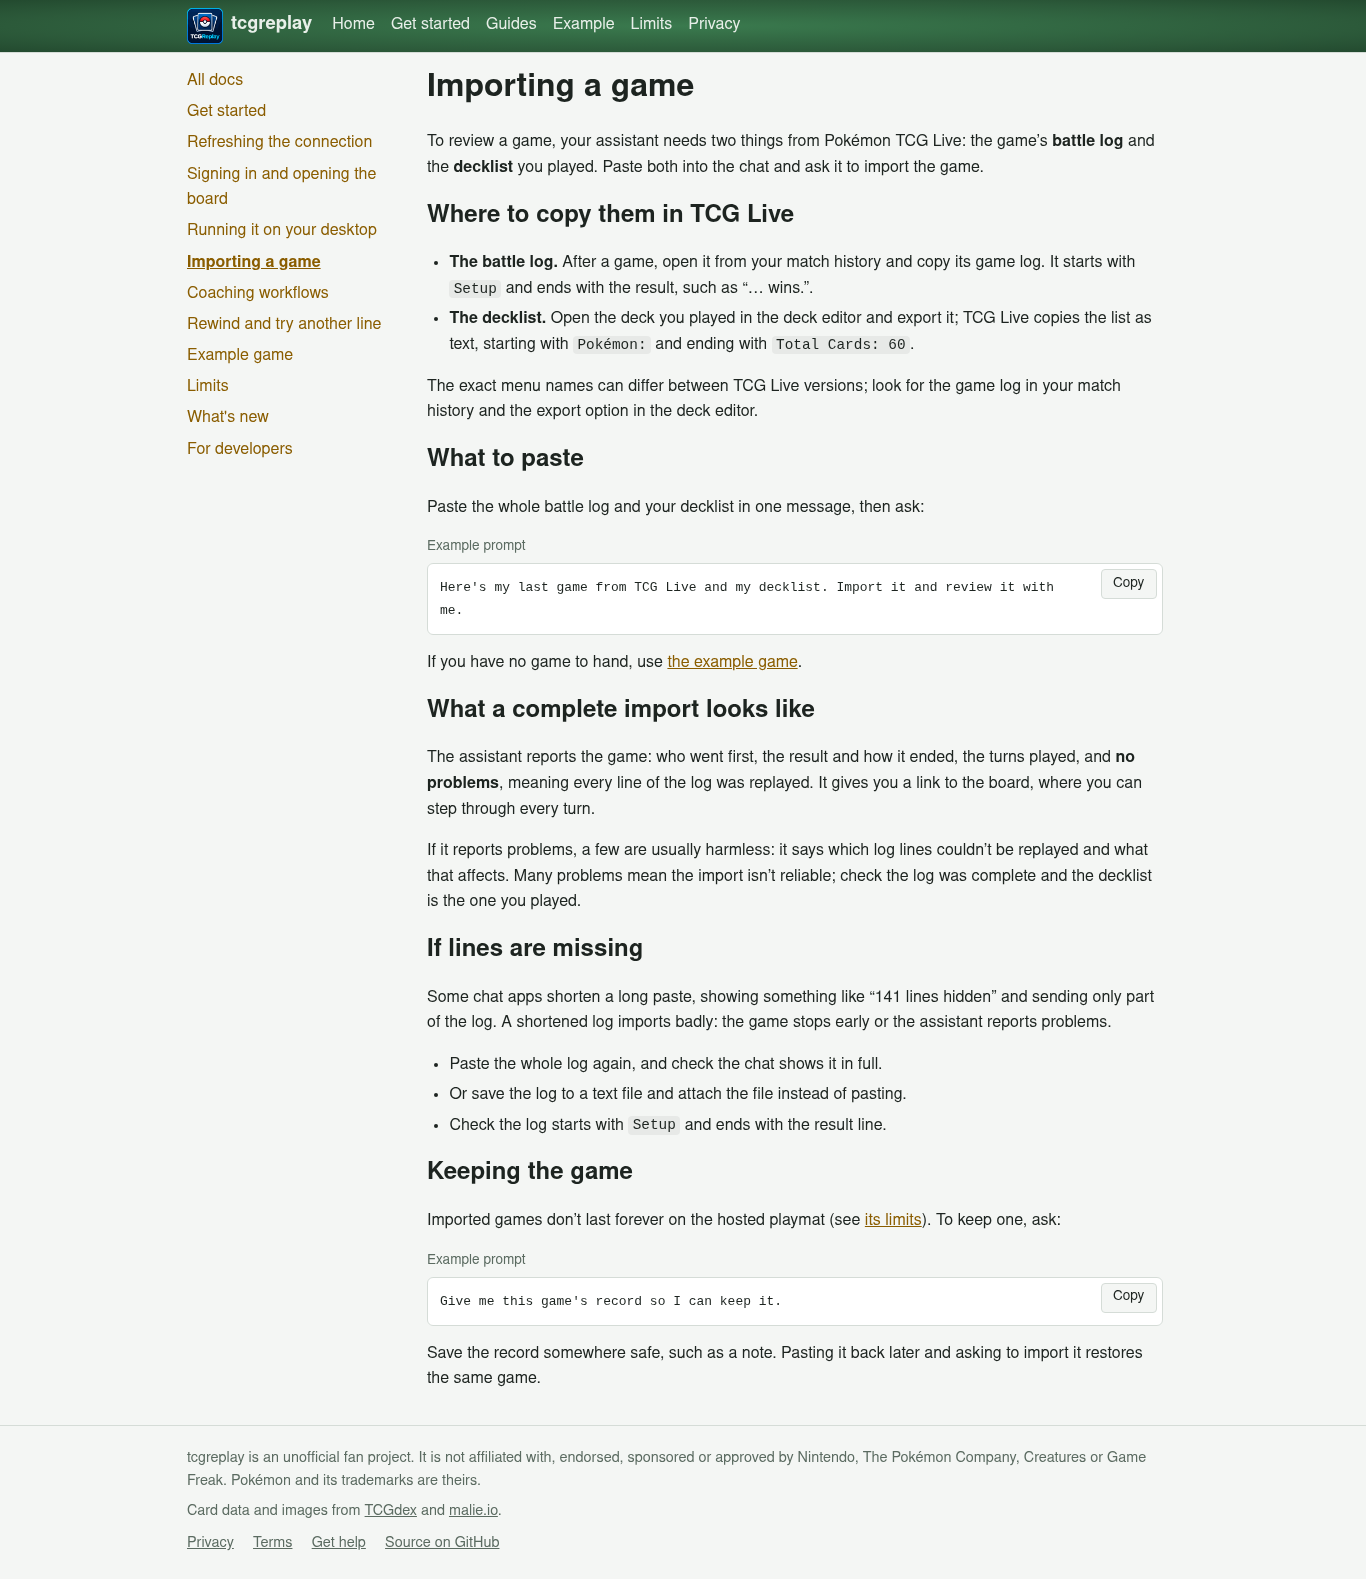 TCGReplay
tcgreplay
Home
Get started
Guides
Example
Limits
Privacy
All docs
Get started
Refreshing the connection
Signing in and opening the
board
Running it on your desktop
Importing a game
Coaching workflows
Rewind and try another line
Example game
Limits
What's new
For developers
Importing a game
To review a game, your assistant needs two things from Pokémon TCG Live: the game’s battle log and
the decklist you played. Paste both into the chat and ask it to import the game.
Where to copy them in TCG Live
• The battle log. After a game, open it from your match history and copy its game log. It starts with
Setup and ends with the result, such as “… wins.”.
• The decklist. Open the deck you played in the deck editor and export it; TCG Live copies the list as
text, starting with Pokémon: and ending with Total Cards: 60.
The exact menu names can differ between TCG Live versions; look for the game log in your match
history and the export option in the deck editor.
What to paste
Paste the whole battle log and your decklist in one message, then ask:
Example prompt
Here's my last game from TCG Live and my decklist. Import it and review it with
me.
Copy
If you have no game to hand, use the example game.
What a complete import looks like
The assistant reports the game: who went first, the result and how it ended, the turns played, and no
problems, meaning every line of the log was replayed. It gives you a link to the board, where you can
step through every turn.
If it reports problems, a few are usually harmless: it says which log lines couldn’t be replayed and what
that affects. Many problems mean the import isn’t reliable; check the log was complete and the decklist
is the one you played.
If lines are missing
Some chat apps shorten a long paste, showing something like “141 lines hidden” and sending only part
of the log. A shortened log imports badly: the game stops early or the assistant reports problems.
• Paste the whole log again, and check the chat shows it in full.
• Or save the log to a text file and attach the file instead of pasting.
• Check the log starts with Setup and ends with the result line.
Keeping the game
Imported games don’t last forever on the hosted playmat (see its limits). To keep one, ask:
Example prompt
Give me this game's record so I can keep it.
Copy
Save the record somewhere safe, such as a note. Pasting it back later and asking to import it restores
the same game.
tcgreplay is an unofficial fan project. It is not affiliated with, endorsed, sponsored or approved by Nintendo, The Pokémon Company, Creatures or Game
Freak. Pokémon and its trademarks are theirs.
Card data and images from TCGdex and malie.io.
Privacy
Terms
Get help
Source on GitHub